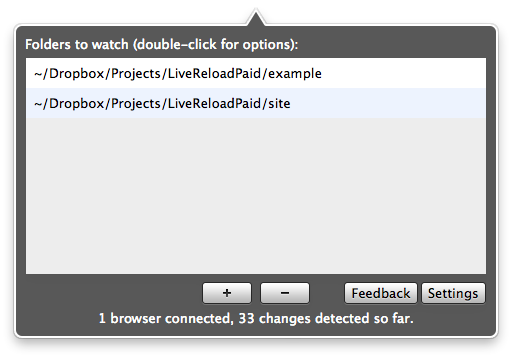 Folders to watch (double-click for options):
~/Dropbox/Projects/LiveReloadPaid/example
~/Dropbox/Projects/LiveReloadPaid/site
+ − Feedback Settings
1 browser connected, 33 changes detected so far.